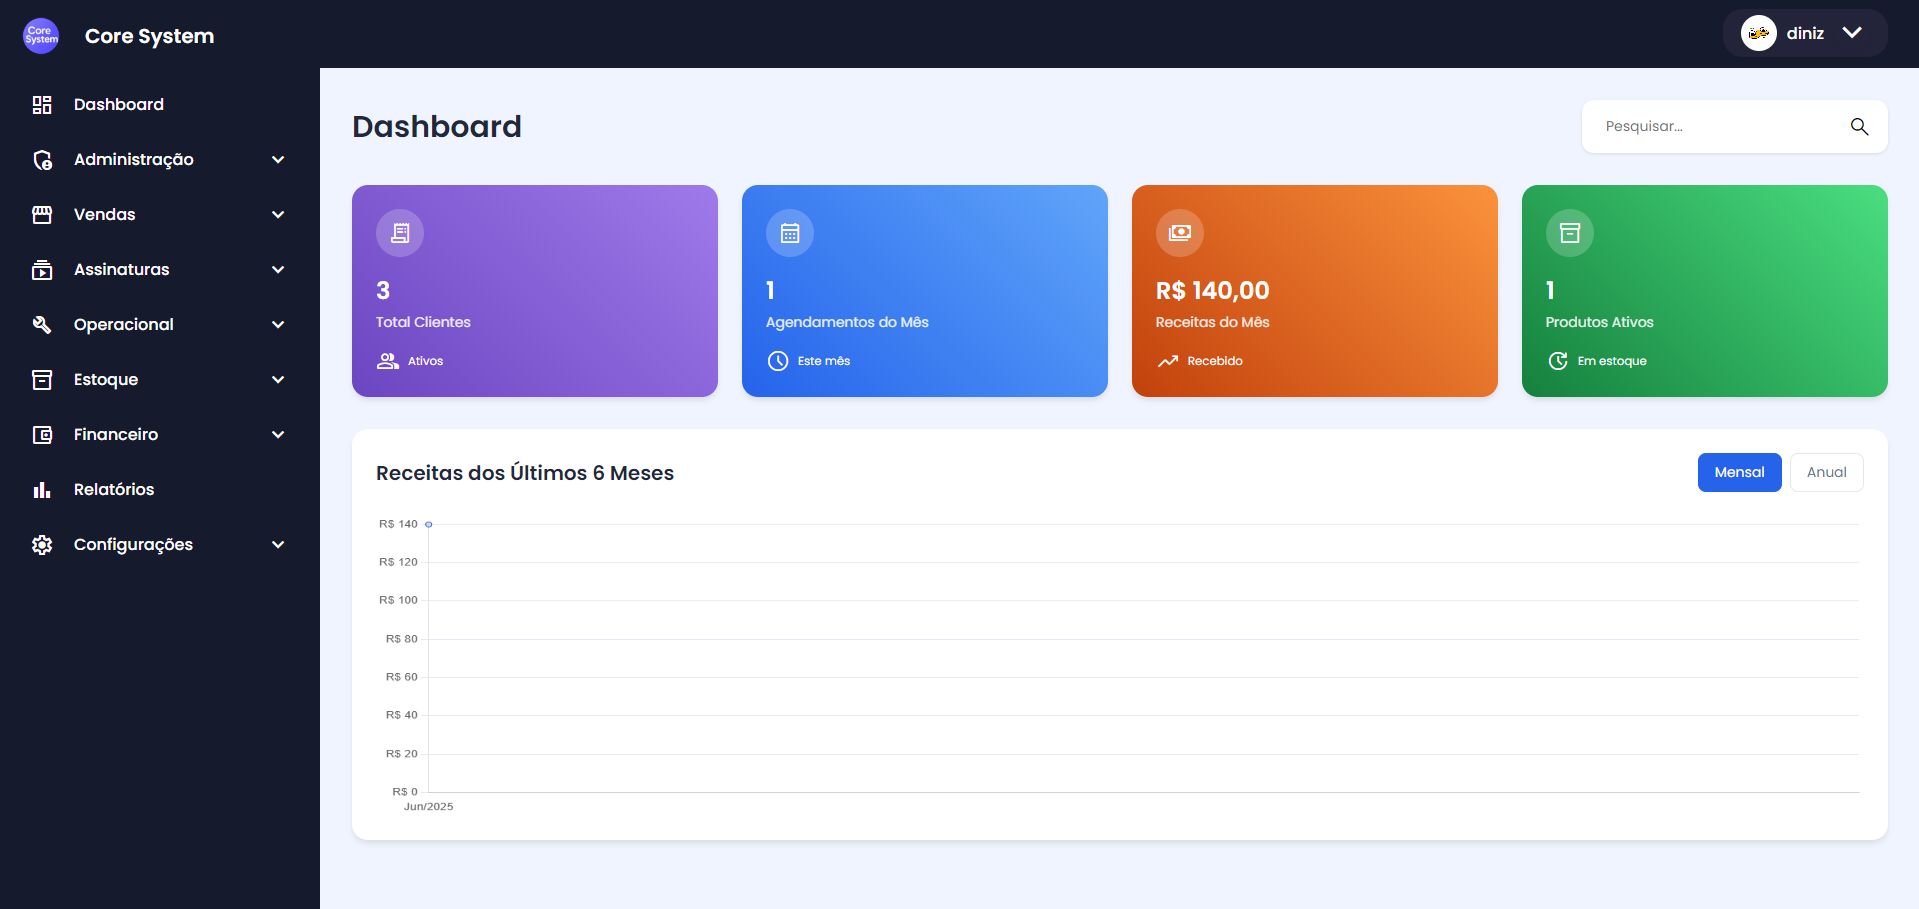 Core System
Core System
diniz
Dashboard
Administração
Vendas
Assinaturas
Operacional
Estoque
Financeiro
Relatórios
Configurações
Dashboard
Pesquisar...
3
Total Clientes
Ativos
1
Agendamentos do Mês
Este mês
R$ 140,00
Receitas do Mês
Recebido
1
Produtos Ativos
Em estoque
Receitas dos Últimos 6 Meses
Mensal
Anual
R$ 140
R$ 120
R$ 100
R$ 80
R$ 60
R$ 40
R$ 20
R$ 0
Jun/2025